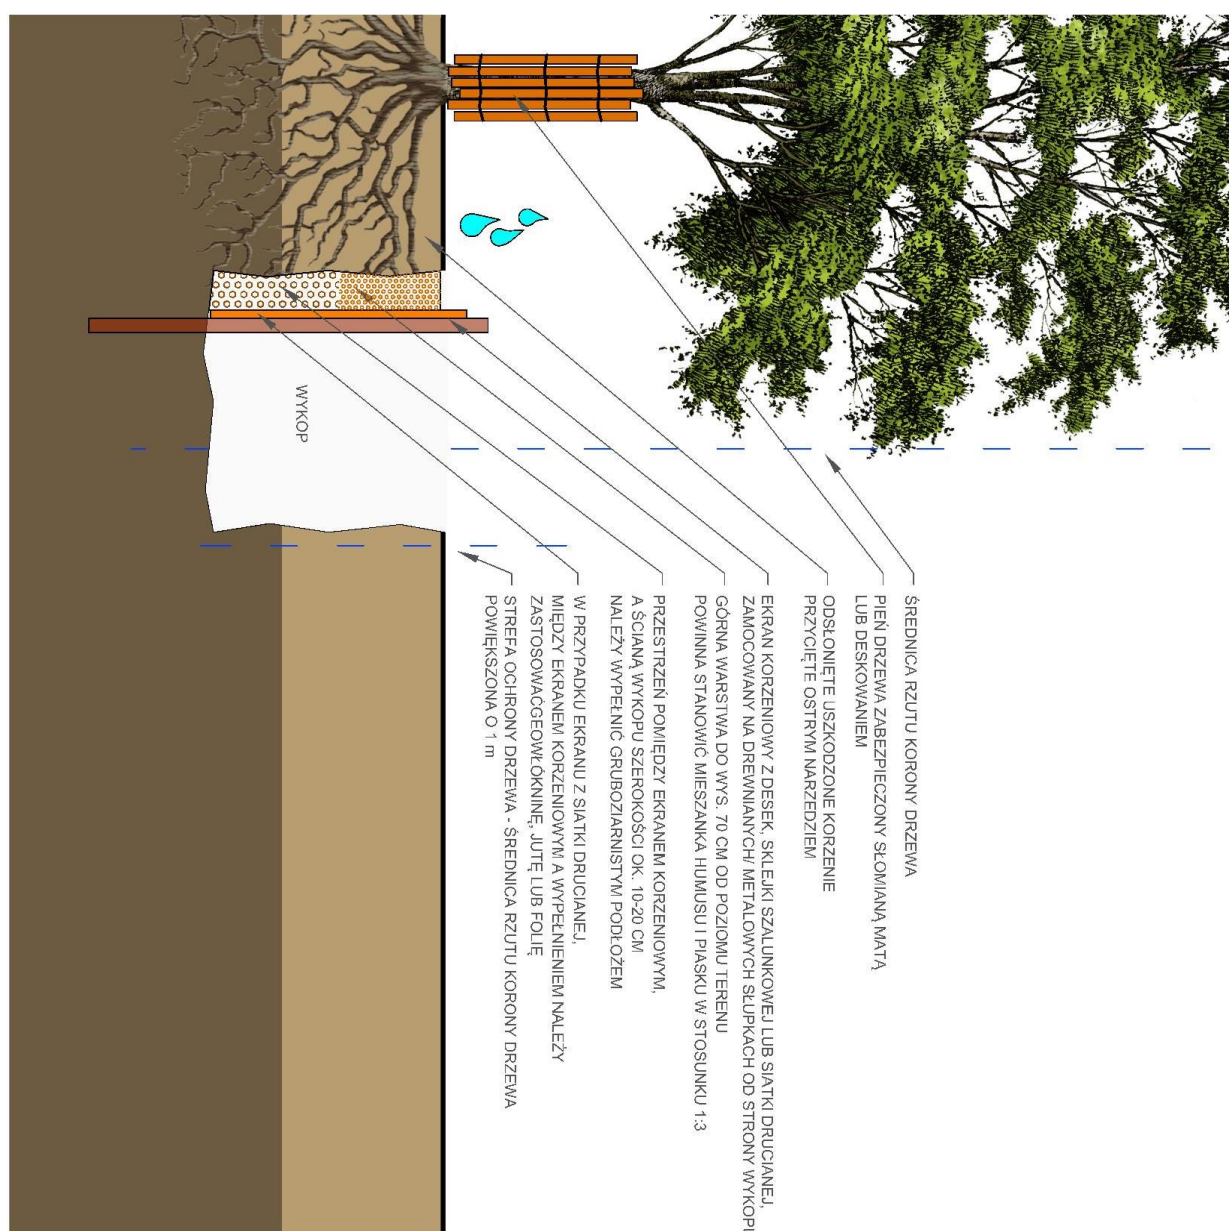 ŚREDNICA RZUTU KORONY DRZEWA
PIEŃ DRZEWA ZABEZPIECZONY SŁOMIANĄ MATĄ
LUB DESKOWANIEM
ODSŁONIĘTE USZKODZONE KORZENIE
PRZYCIĘTE OSTRYM NARZEDZIEM
EKRAN KORZENIOWY Z DESEK, SKLEJKI SZALUNKOWEJ LUB SIATKI DRUCIANEJ,
ZAMOCOWANY NA DREWNIANYCH/ METALOWYCH SŁUPKACH OD STRONY WYKOPU
GÓRNA WARSTWA DO WYS. 70 CM OD POZIOMU TERENU
POWINNA STANOWIĆ MIESZANKA HUMUSU I PIASKU W STOSUNKU 1:3
PRZESTRZEŃ POMIĘDZY EKRANEM KORZENIOWYM,
A ŚCIANĄ WYKOPU SZEROKOŚCI OK. 10-20 CM
NALEŻY WYPEŁNIĆ GRUBOZIARNISTYM PODŁOŻEM
W PRZYPADKU EKRANU Z SIATKI DRUCIANEJ,
MIĘDZY EKRANEM KORZENIOWYM A WYPEŁNIENIEM NALEŻY
ZASTOSOWAĆGEOWŁÓKNINĘ, JUTĘ LUB FOLIĘ
STREFA OCHRONY DRZEWA - ŚREDNICA RZUTU KORONY DRZEWA
POWIĘKSZONA O 1 m
WYKOP